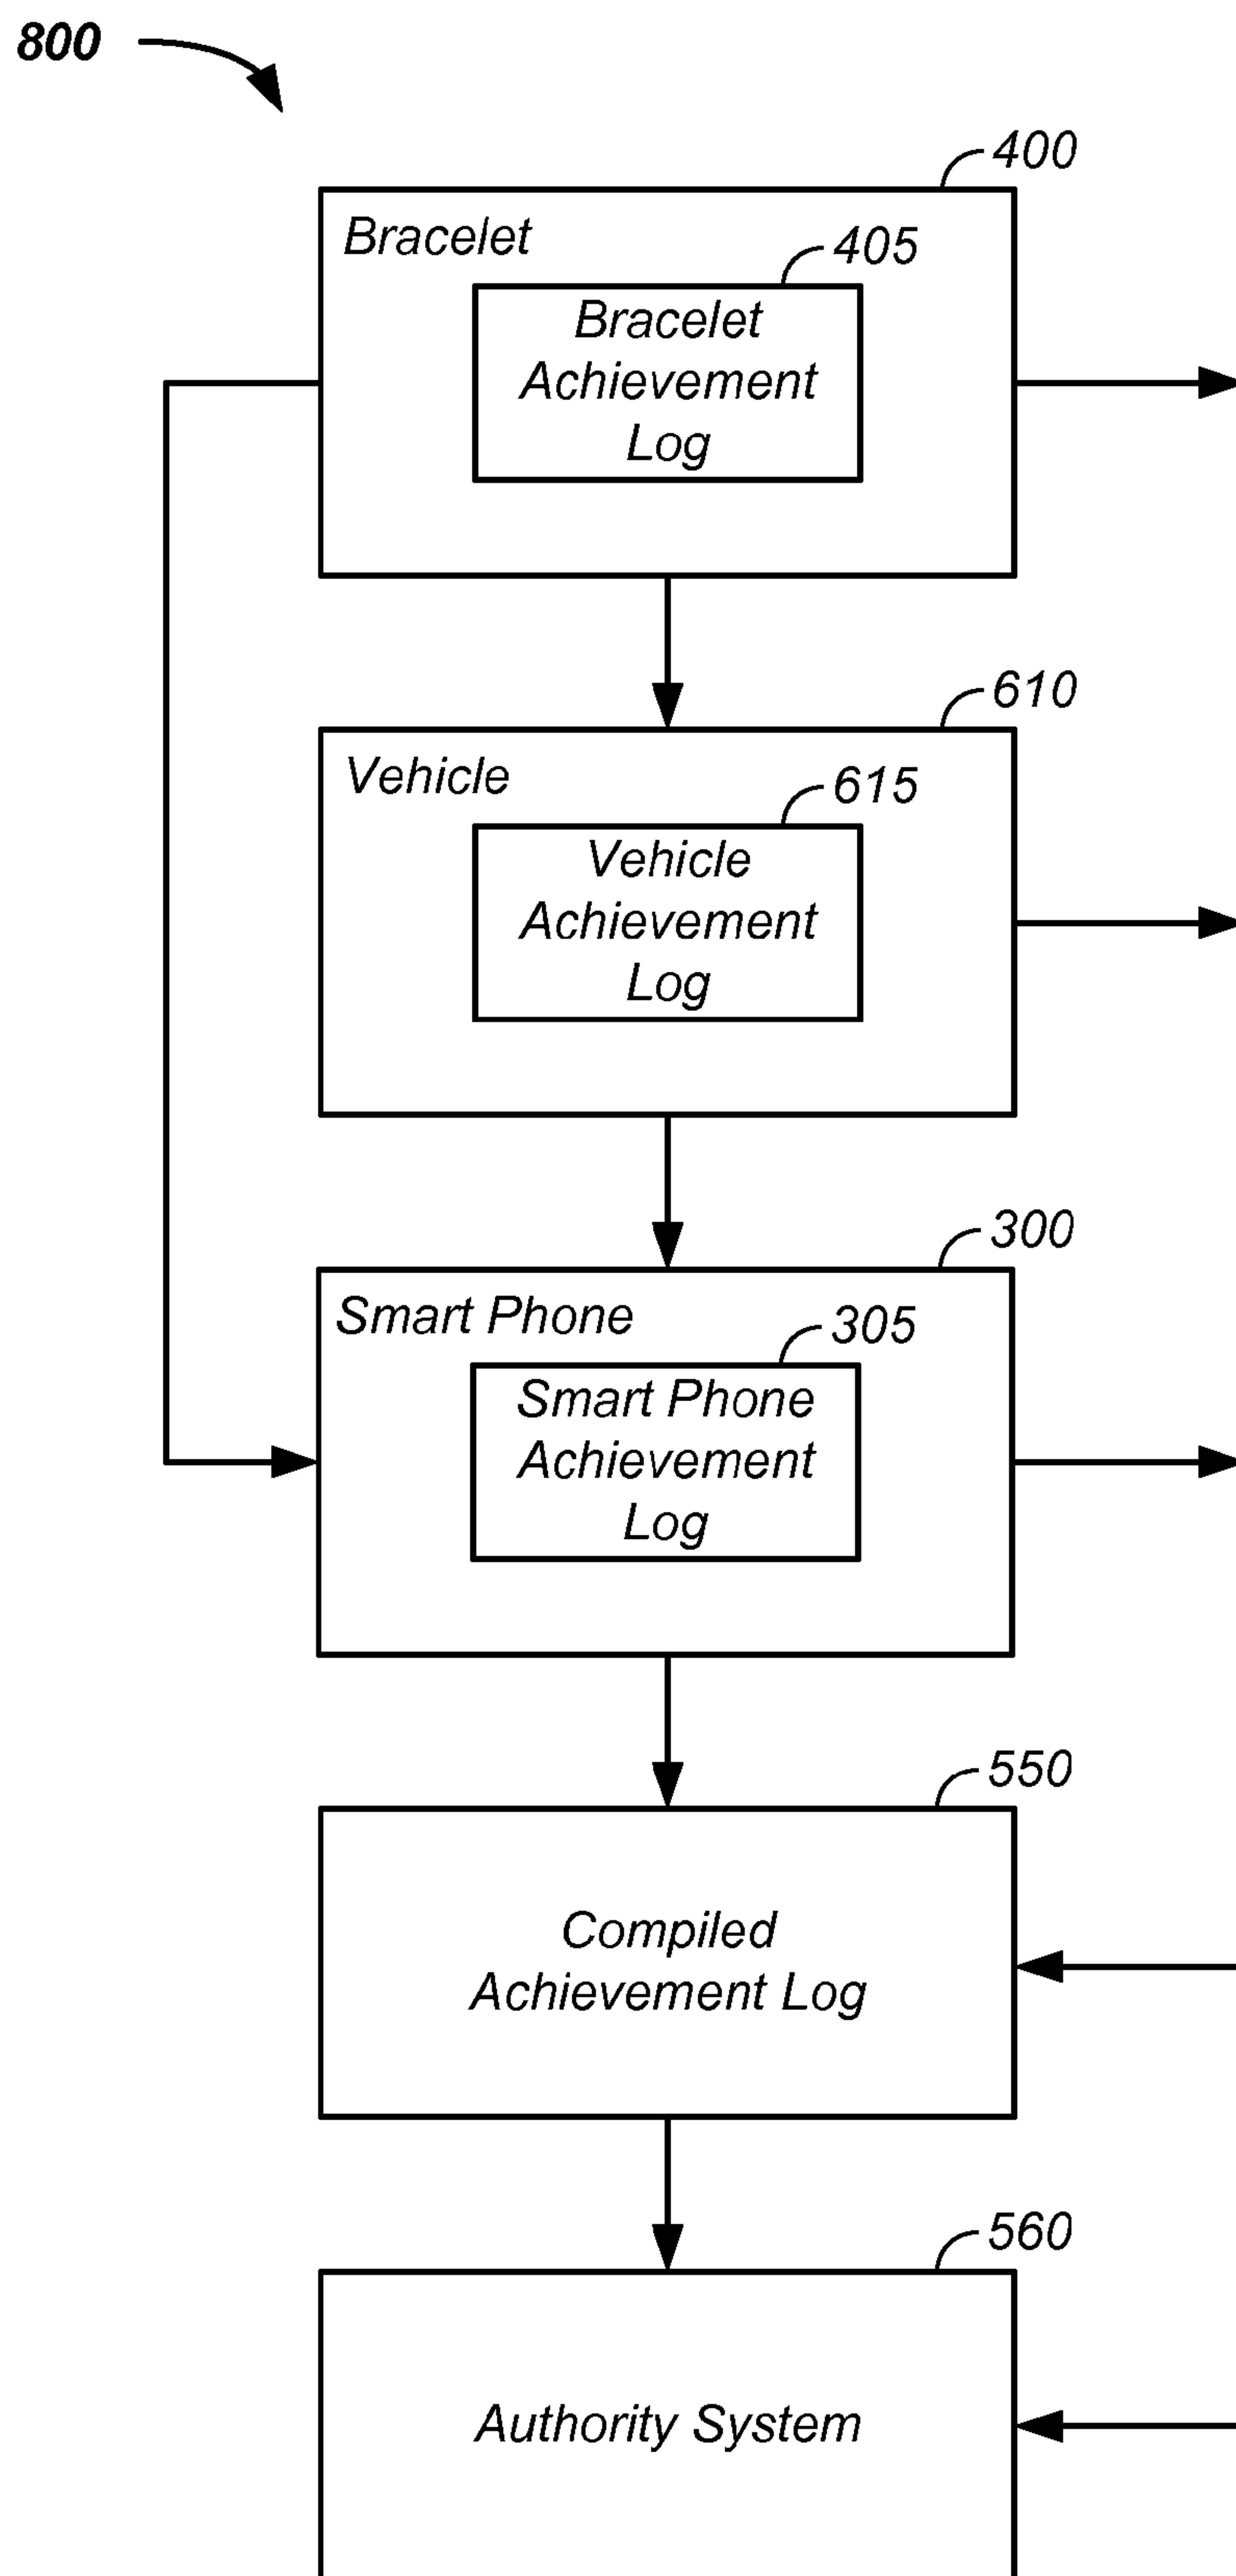 800
400
Bracelet
405
Bracelet
Achievement
Log
610
Vehicle
615
Vehicle
Achievement
Log
300
Smart Phone
305
Smart Phone
Achievement
Log
550
Compiled
Achievement Log
560
Authority System